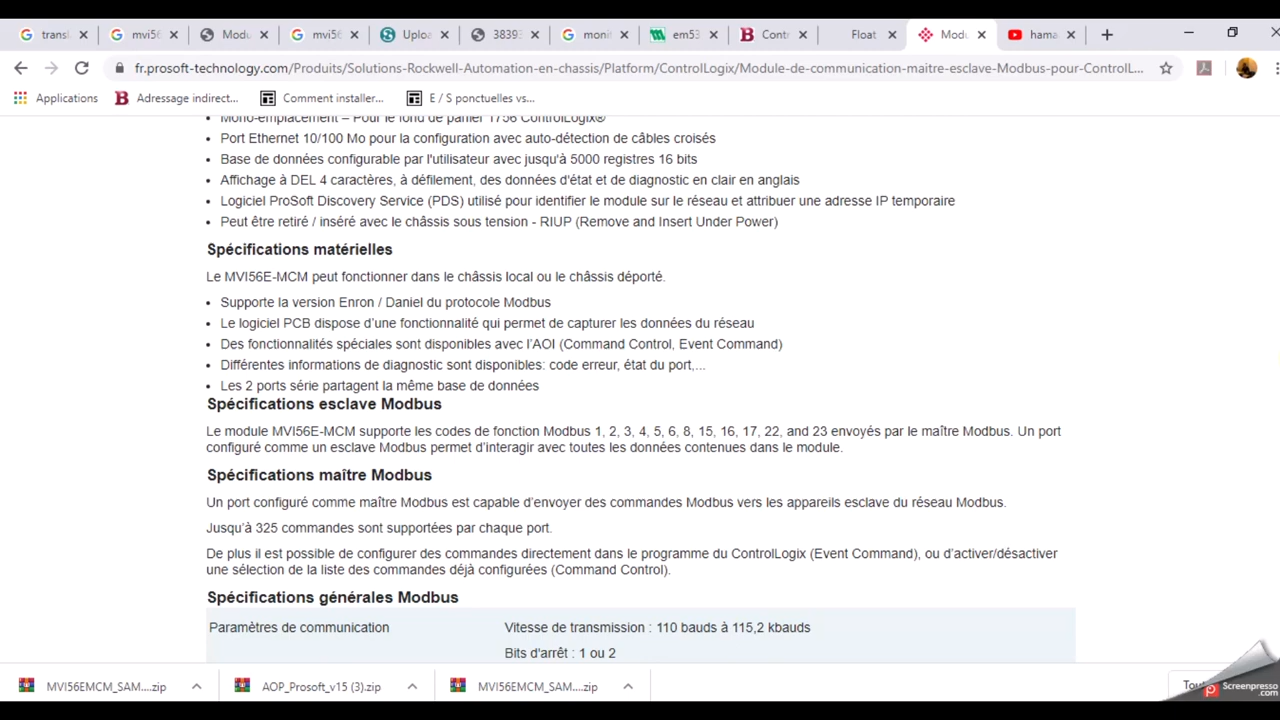 transl
mvi56
Modu
mvi56
Uploa
38393
monit
em53
Contr
Float
Modu
hama
fr.prosoft-technology.com/Produits/Solutions-Rockwell-Automation-en-chassis/Platform/ControlLogix/Module-de-communication-maitre-esclave-Modbus-pour-ControlL...
Applications
Adressage indirect...
Comment installer...
E / S ponctuelles vs...
Mono-emplacement – Pour le fond de panier 1756 ControlLogix®
• Port Ethernet 10/100 Mo pour la configuration avec auto-détection de câbles croisés
• Base de données configurable par l'utilisateur avec jusqu'à 5000 registres 16 bits
• Affichage à DEL 4 caractères, à défilement, des données d'état et de diagnostic en clair en anglais
• Logiciel ProSoft Discovery Service (PDS) utilisé pour identifier le module sur le réseau et attribuer une adresse IP temporaire
• Peut être retiré / inséré avec le châssis sous tension - RIUP (Remove and Insert Under Power)
Spécifications matérielles
Le MVI56E-MCM peut fonctionner dans le châssis local ou le châssis déporté.
• Supporte la version Enron / Daniel du protocole Modbus
• Le logiciel PCB dispose d’une fonctionnalité qui permet de capturer les données du réseau
• Des fonctionnalités spéciales sont disponibles avec l’AOI (Command Control, Event Command)
• Différentes informations de diagnostic sont disponibles: code erreur, état du port,...
• Les 2 ports série partagent la même base de données
Spécifications esclave Modbus
Le module MVI56E-MCM supporte les codes de fonction Modbus 1, 2, 3, 4, 5, 6, 8, 15, 16, 17, 22, and 23 envoyés par le maître Modbus. Un port
configuré comme un esclave Modbus permet d’interagir avec toutes les données contenues dans le module.
Spécifications maître Modbus
Un port configuré comme maître Modbus est capable d’envoyer des commandes Modbus vers les appareils esclave du réseau Modbus.
Jusqu’à 325 commandes sont supportées par chaque port.
De plus il est possible de configurer des commandes directement dans le programme du ControlLogix (Event Command), ou d’activer/désactiver
une sélection de la liste des commandes déjà configurées (Command Control).
Spécifications générales Modbus
Paramètres de communication
Vitesse de transmission : 110 bauds à 115,2 kbauds
Bits d'arrêt : 1 ou 2
MVI56EMCM_SAM....zip
AOP_Prosoft_v15 (3).zip
MVI56EMCM_SAM....zip
Tou
Screenpresso
.com